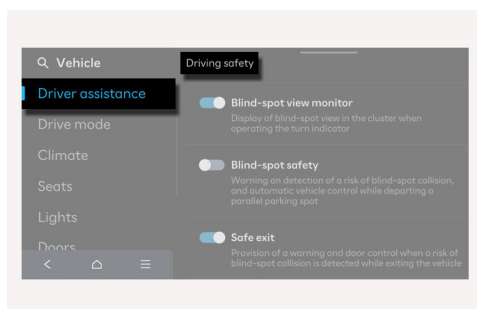 Vehicle
Driver assistance
Drive mode
Climate
Seats
Lights
Doors
Driving safety
Blind-spot view monitor
Display of blind-spot view in the cluster when
operating the turn indicator
Blind-spot safety
Warning on detection of a risk of blind-spot collision,
and automatic vehicle control while departing a
parallel parking spot
Safe exit
Provision of a warning and door control when a risk of
blind-spot collision is detected while exiting the vehicle